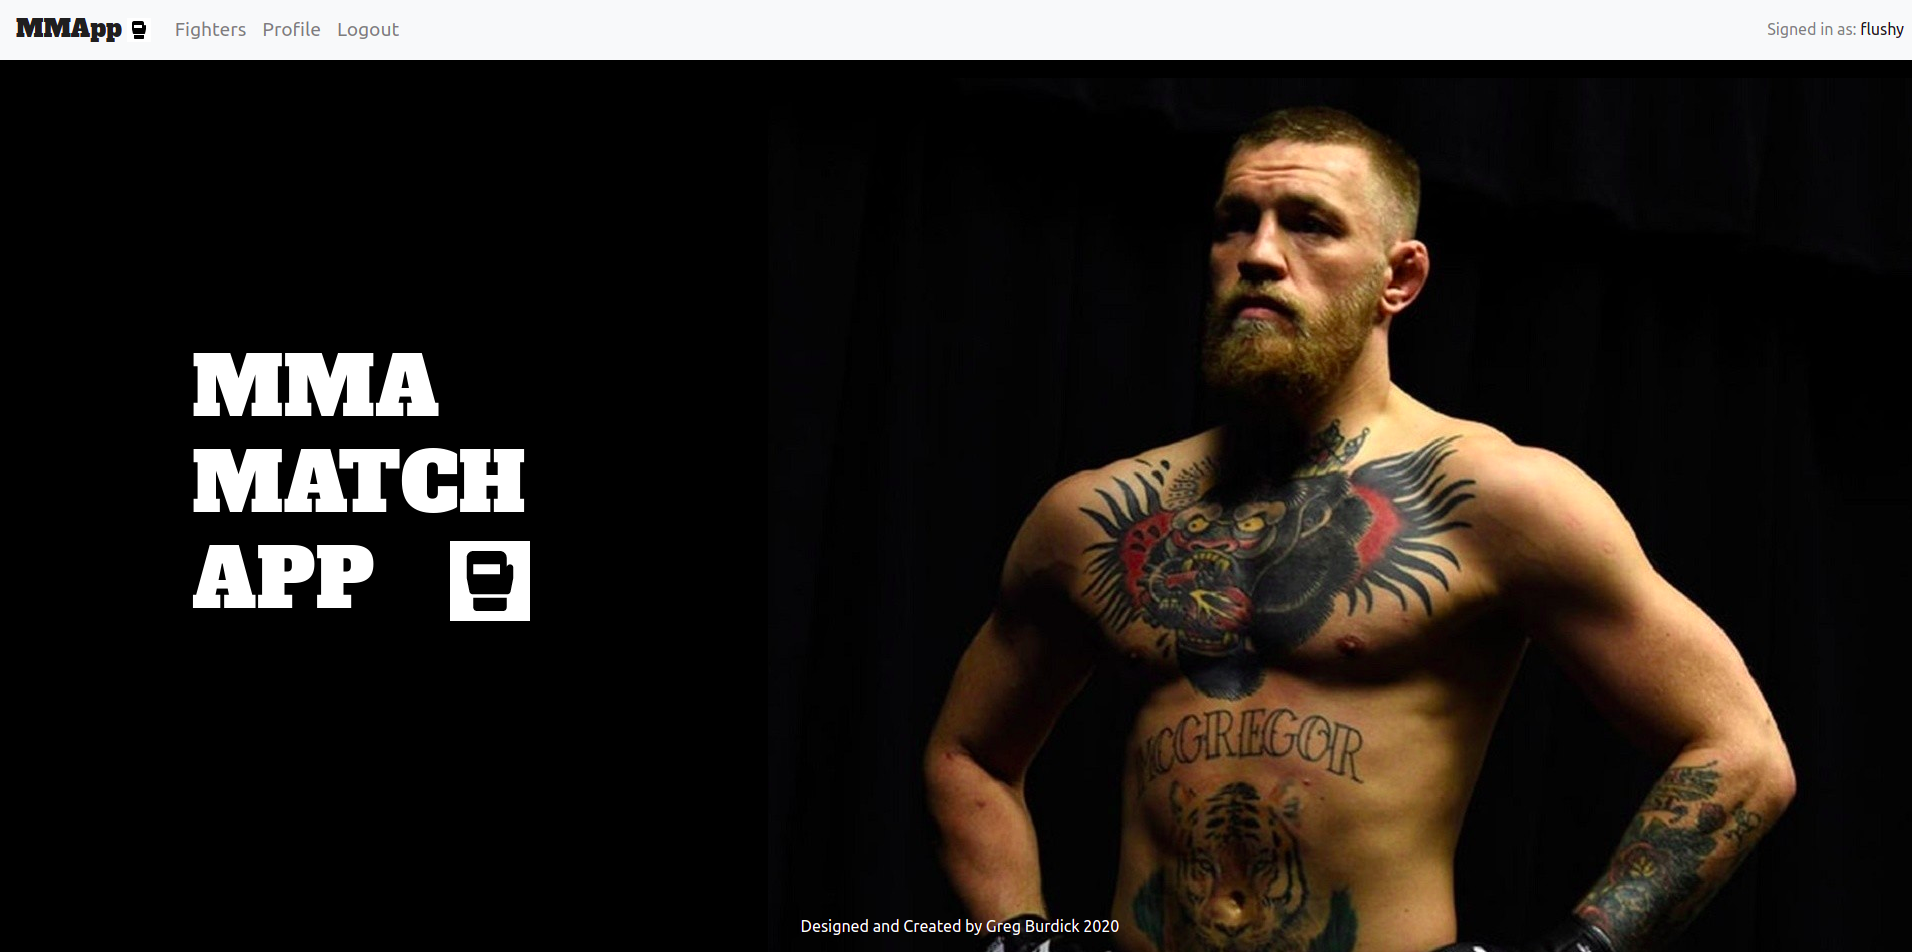 MMApp Fighters Profile Logout Signed in as: flushy
MMA
MATCH
APP
MCGREGOR
Designed and Created by Greg Burdick 2020